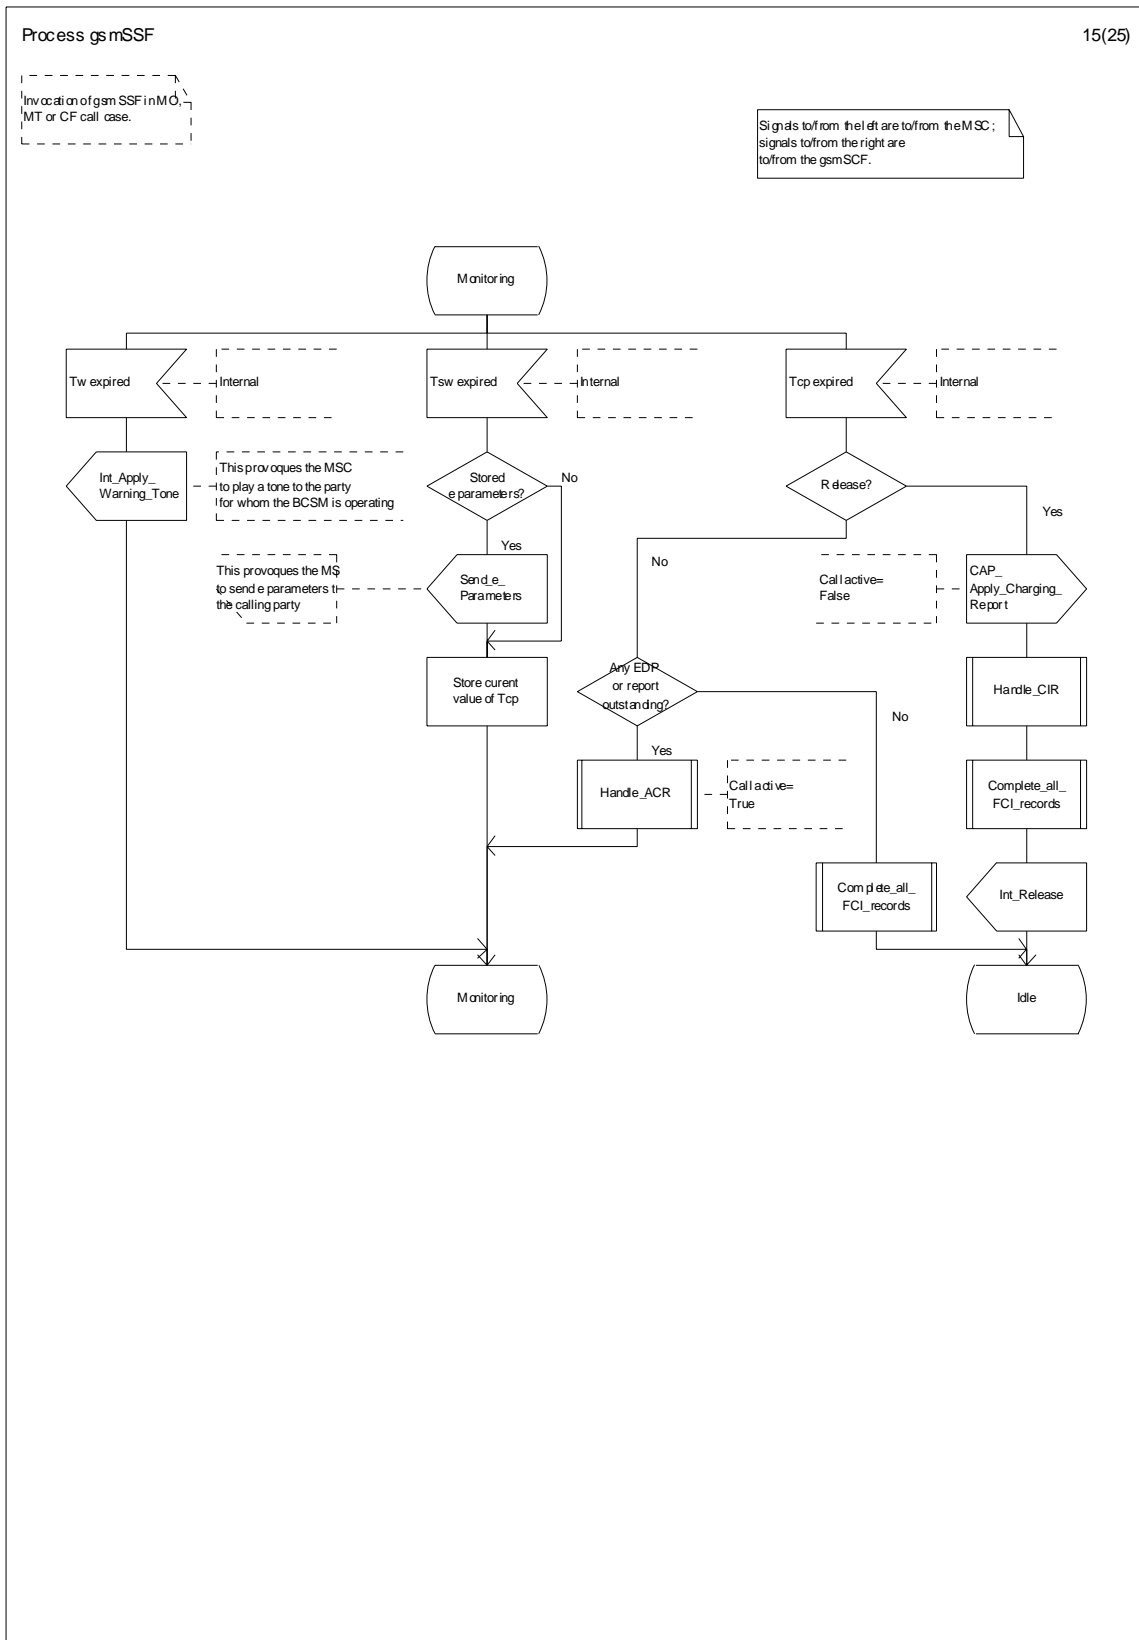 Process gsmSSF
15(25)
Invocation of gsmSSF in MO,
MT or CF call case.
Signals to/from the left are to/from the MSC;
signals to/from the right are
to/from the gsmSCF.
Monitoring
Tw expired
Internal
Tsw expired
Internal
Tcp expired
Internal
Int_Apply_
Warning_Tone
This provoques the MSC
to play a tone to the party
for whom the BCSM is operating
Stored
e parameters?
No
Release?
Yes
Yes
No
This provoques the MS
to send e parameters t
the calling party
Send_e_
Parameters
Call active=
False
CAP_
Apply_Charging_
Report
Store curent
value of Tcp
Any EDP
or report
outstanding?
No
Handle_CIR
Yes
Handle_ACR
Call active=
True
Complete_all_
FCI_records
Complete_all_
FCI_records
Int_Release
Monitoring
Idle